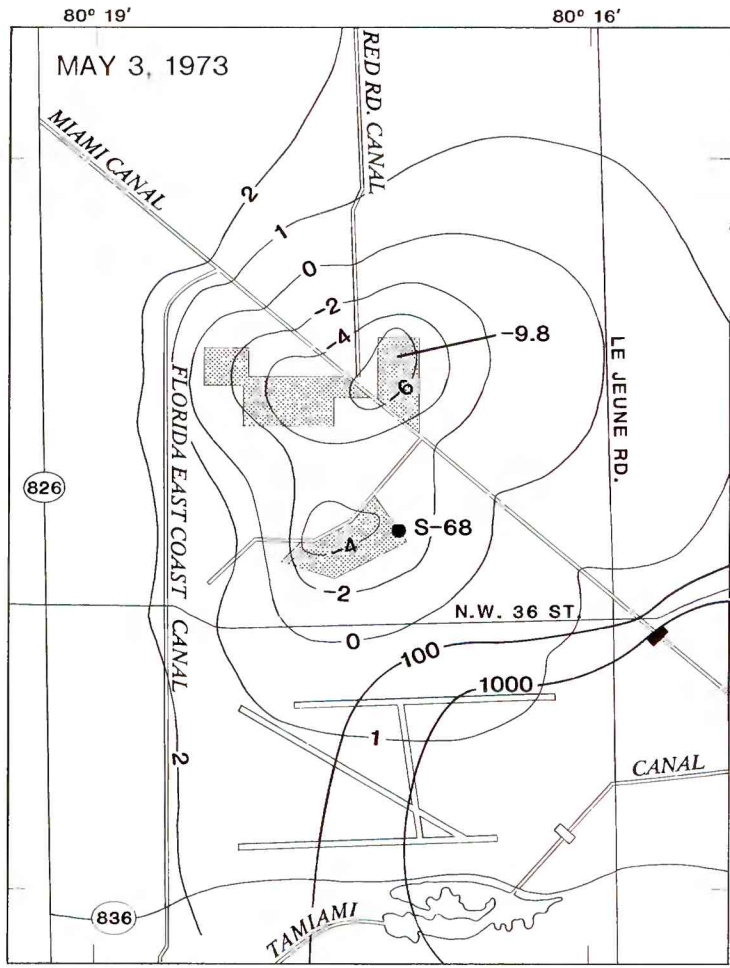 80° 19'
80° 16'
MAY 3, 1973
MIAMI CANAL
RED RD. CANAL
2
1
0
-2
-4
-9.8
-6
LE JEUNE RD.
FLORIDA EAST COAST CANAL
826
S-68
-4
-2
N.W. 36 ST.
0
100
1000
1
2
CANAL
836
TAMIAMI